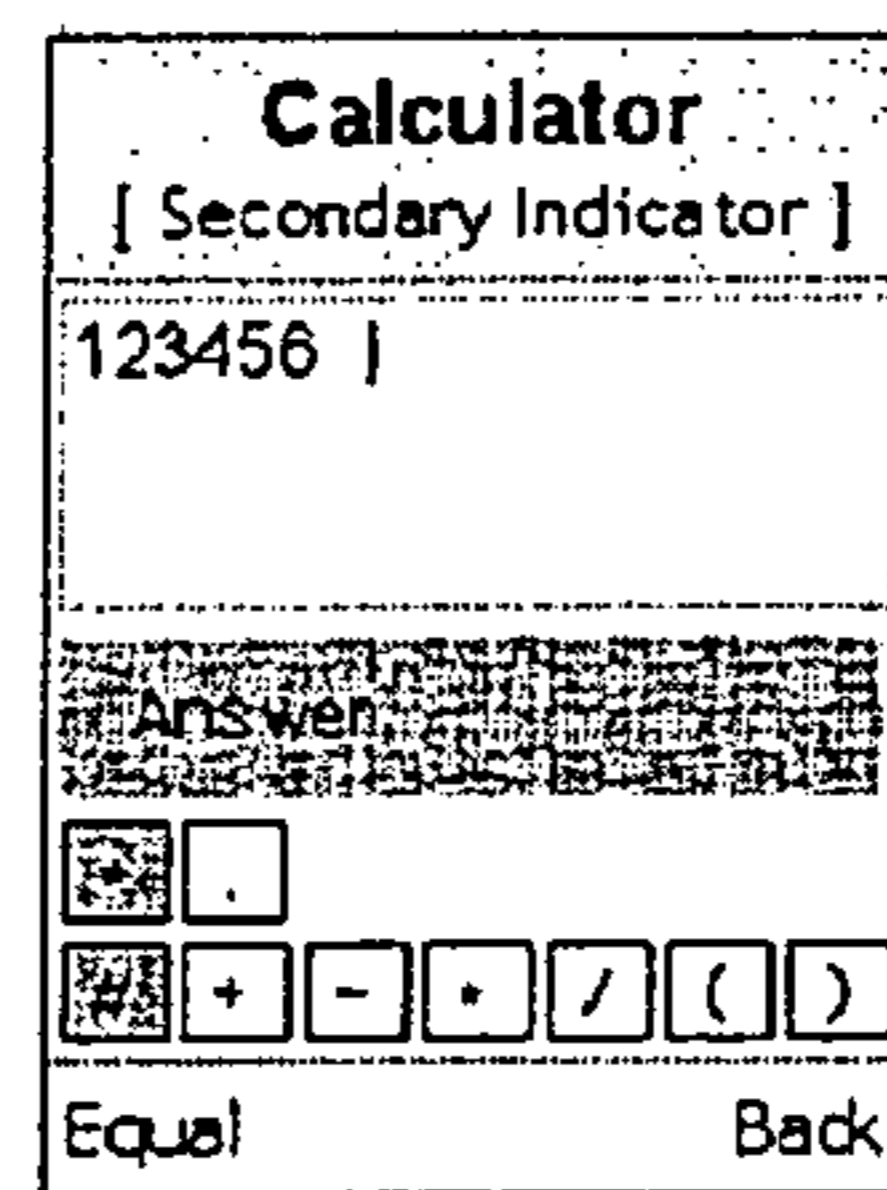 Calculator
[ Secondary Indicator ]
123456 |
Answer
* .
# + - * / ( )
Equal Back